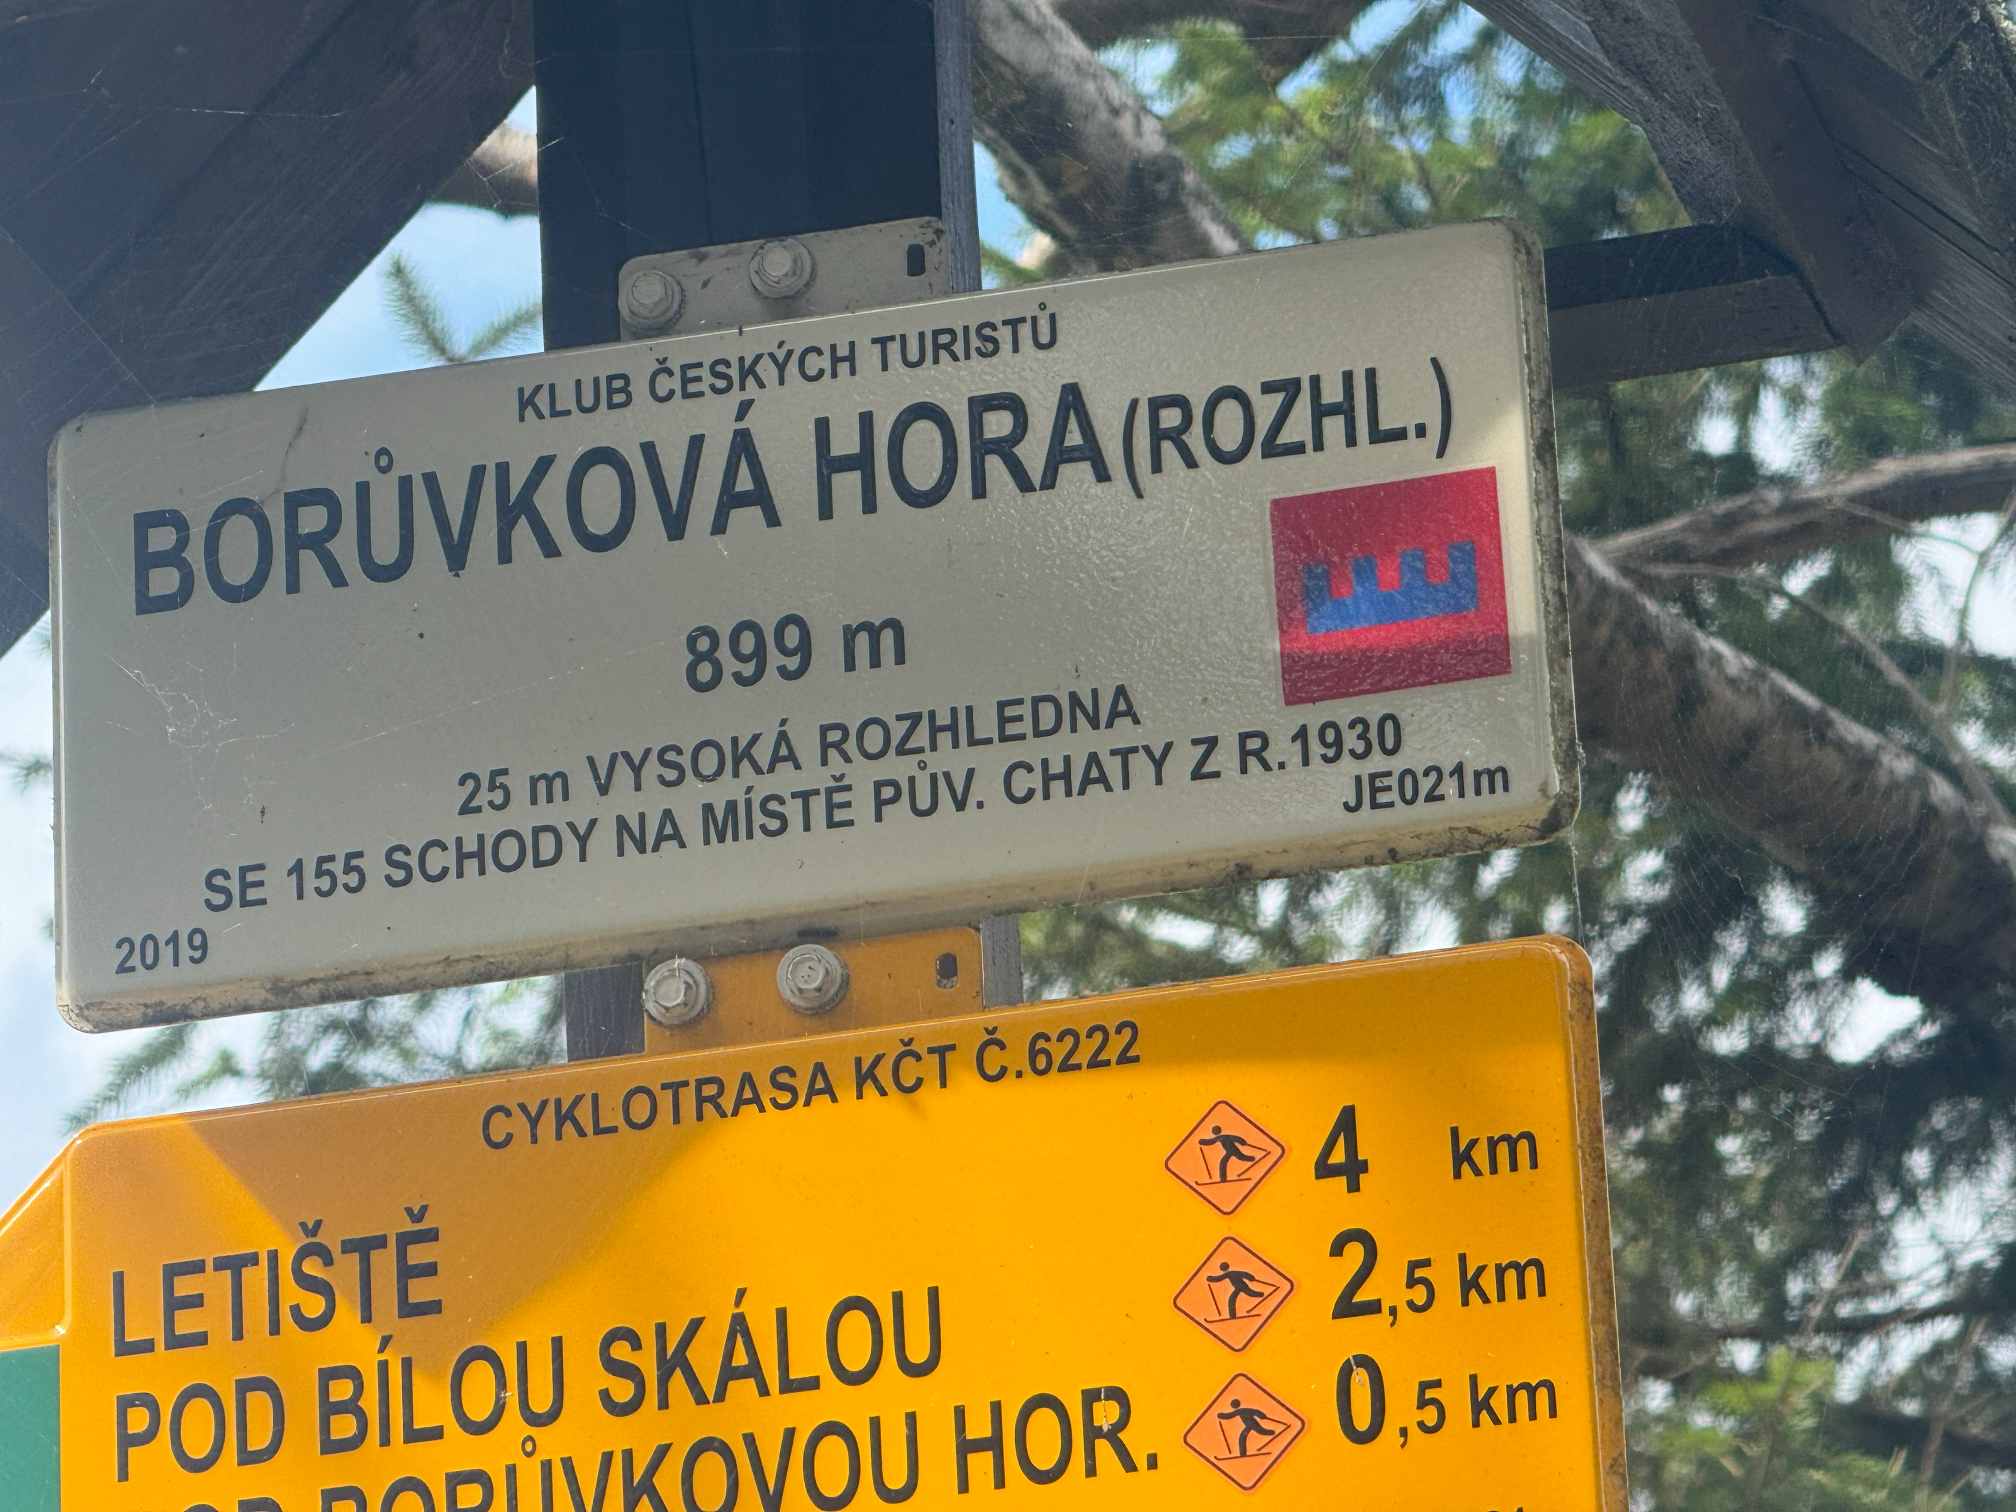 KLUB ČESKÝCH TURISTŮ
BORŮVKOVÁ HORA (ROZHL.)
899 m
25 m VYSOKÁ ROZHLEDNA
SE 155 SCHODY NA MÍSTĚ PŮV. CHATY Z R.1930
JE021m
2019
CYKLOTRASA KČT Č.6222
LETIŠTĚ 4 km
POD BÍLOU SKÁLOU 2,5 km
POD BORŮVKOVOU HOR. 0,5 km